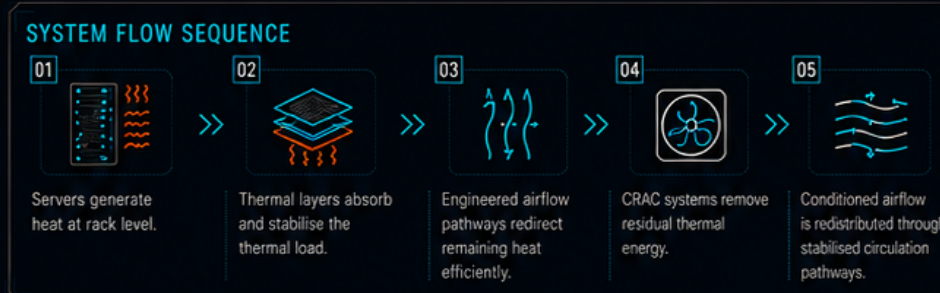 SYSTEM FLOW SEQUENCE
01
Servers generate
heat at rack level.
02
Thermal layers absorb
and stabilise the
thermal load.
03
Engineered airflow
pathways redirect
remaining heat
efficiently.
04
CRAC systems remove
residual thermal
energy.
05
Conditioned airflow
is redistributed through
stabilised circulation
pathways.